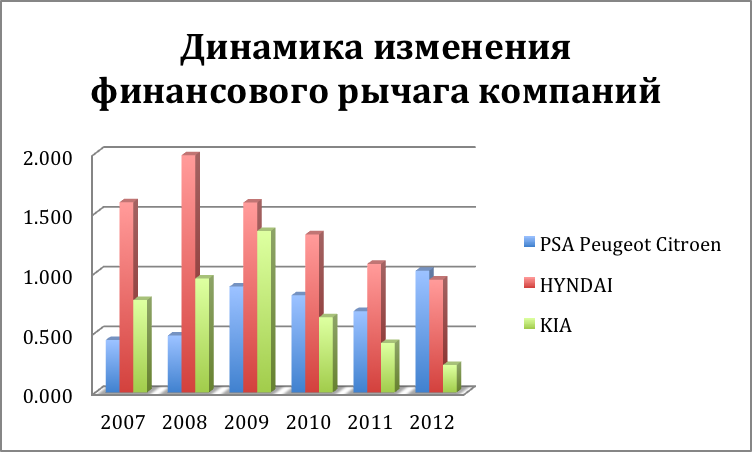 Динамика изменения
финансового рычага компаний
2.000
1.500
1.000
0.500
0.000
2007 2008 2009 2010 2011 2012
PSA Peugeot Citroen
HYNDAI
KIA